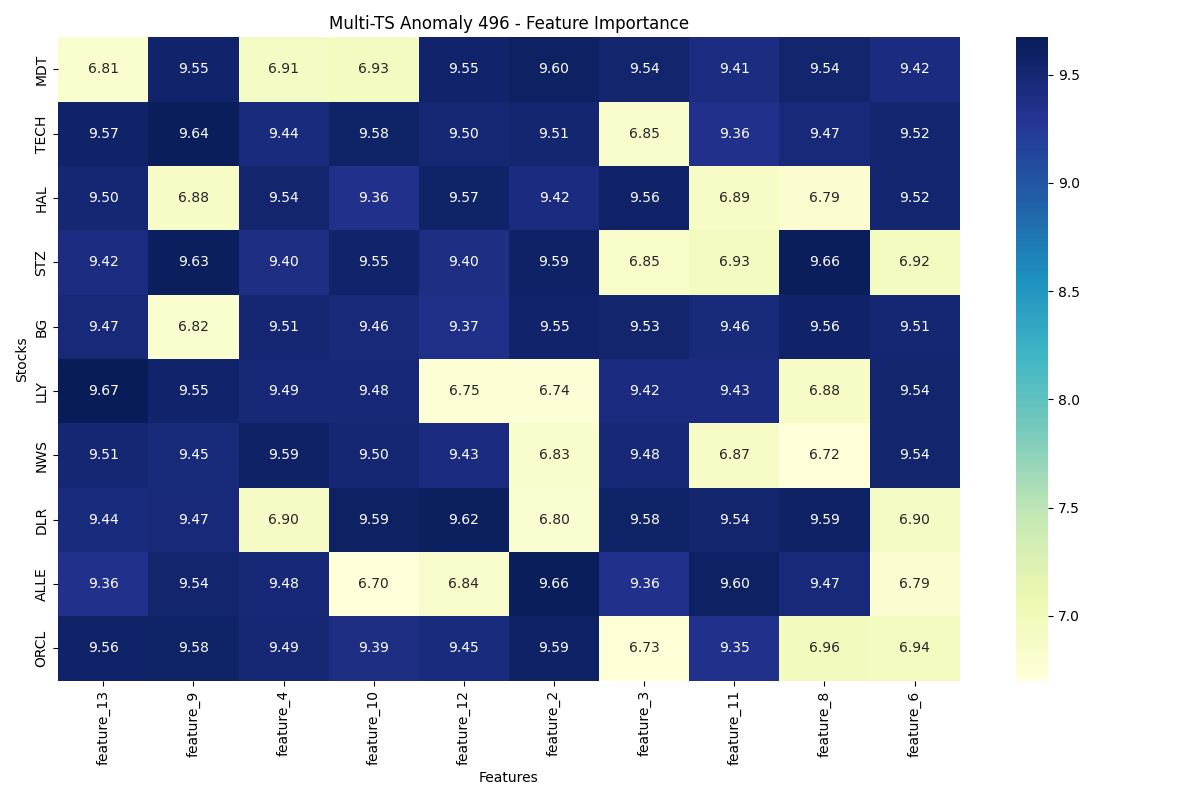 Multi-TS Anomaly 496 - Feature Importance
Stocks
MDT 6.81 9.55 6.91 6.93 9.55 9.60 9.54 9.41 9.54 9.42
TECH 9.57 9.64 9.44 9.58 9.50 9.51 6.85 9.36 9.47 9.52
HAL 9.50 6.88 9.54 9.36 9.57 9.42 9.56 6.89 6.79 9.52
STZ 9.42 9.63 9.40 9.55 9.40 9.59 6.85 6.93 9.66 6.92
BG 9.47 6.82 9.51 9.46 9.37 9.55 9.53 9.46 9.56 9.51
LLY 9.67 9.55 9.49 9.48 6.75 6.74 9.42 9.43 6.88 9.54
NWS 9.51 9.45 9.59 9.50 9.43 6.83 9.48 6.87 6.72 9.54
DLR 9.44 9.47 6.90 9.59 9.62 6.80 9.58 9.54 9.59 6.90
ALLE 9.36 9.54 9.48 6.70 6.84 9.66 9.36 9.60 9.47 6.79
ORCL 9.56 9.58 9.49 9.39 9.45 9.59 6.73 9.35 6.96 6.94
feature_13 feature_9 feature_4 feature_10 feature_12 feature_2 feature_3 feature_11 feature_8 feature_6
Features
9.5
9.0
8.5
8.0
7.5
7.0